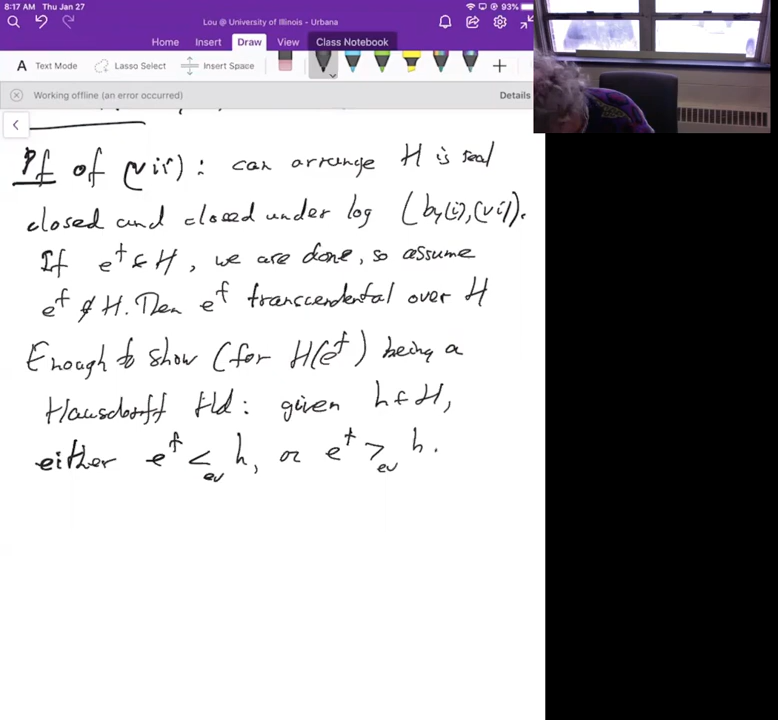 8:17 AM Thu Jan 27
93%
Lou @ University of Illinois - Urbana
Home Insert Draw View Class Notebook
A Text Mode Lasso Select Insert Space
Working offline (an error occurred) Details
Pf of (vii): can arrange H is real
closed and closed under log (by (i), (vi)).
If e^f ∈ H, we are done, so assume
e^f ∉ H. Then e^f transcendental over H
Enough to show (for H(e^f) being a
Hausdorff fld: given h ∈ H,
either e^f <_ev h, or e^f >_ev h.